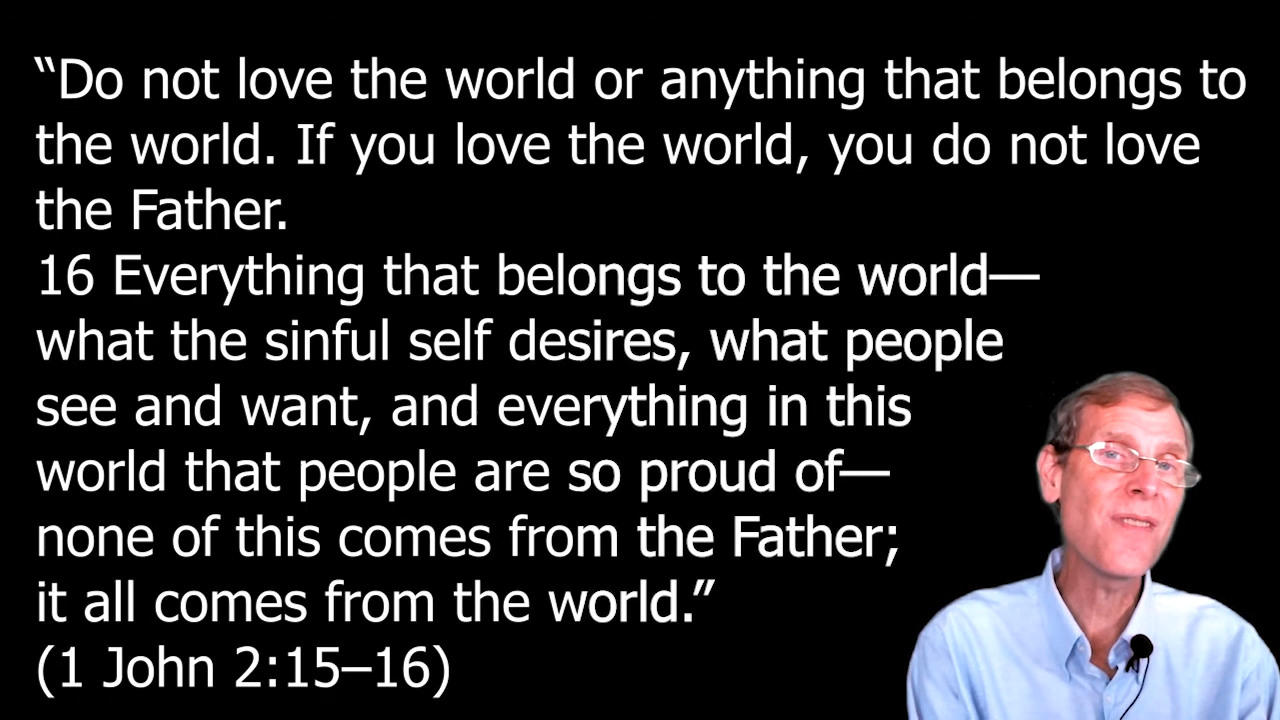 “Do not love the world or anything that belongs to
the world. If you love the world, you do not love
the Father.
16 Everything that belongs to the world—
what the sinful self desires, what people
see and want, and everything in this
world that people are so proud of—
none of this comes from the Father;
it all comes from the world.”
(1 John 2:15–16)